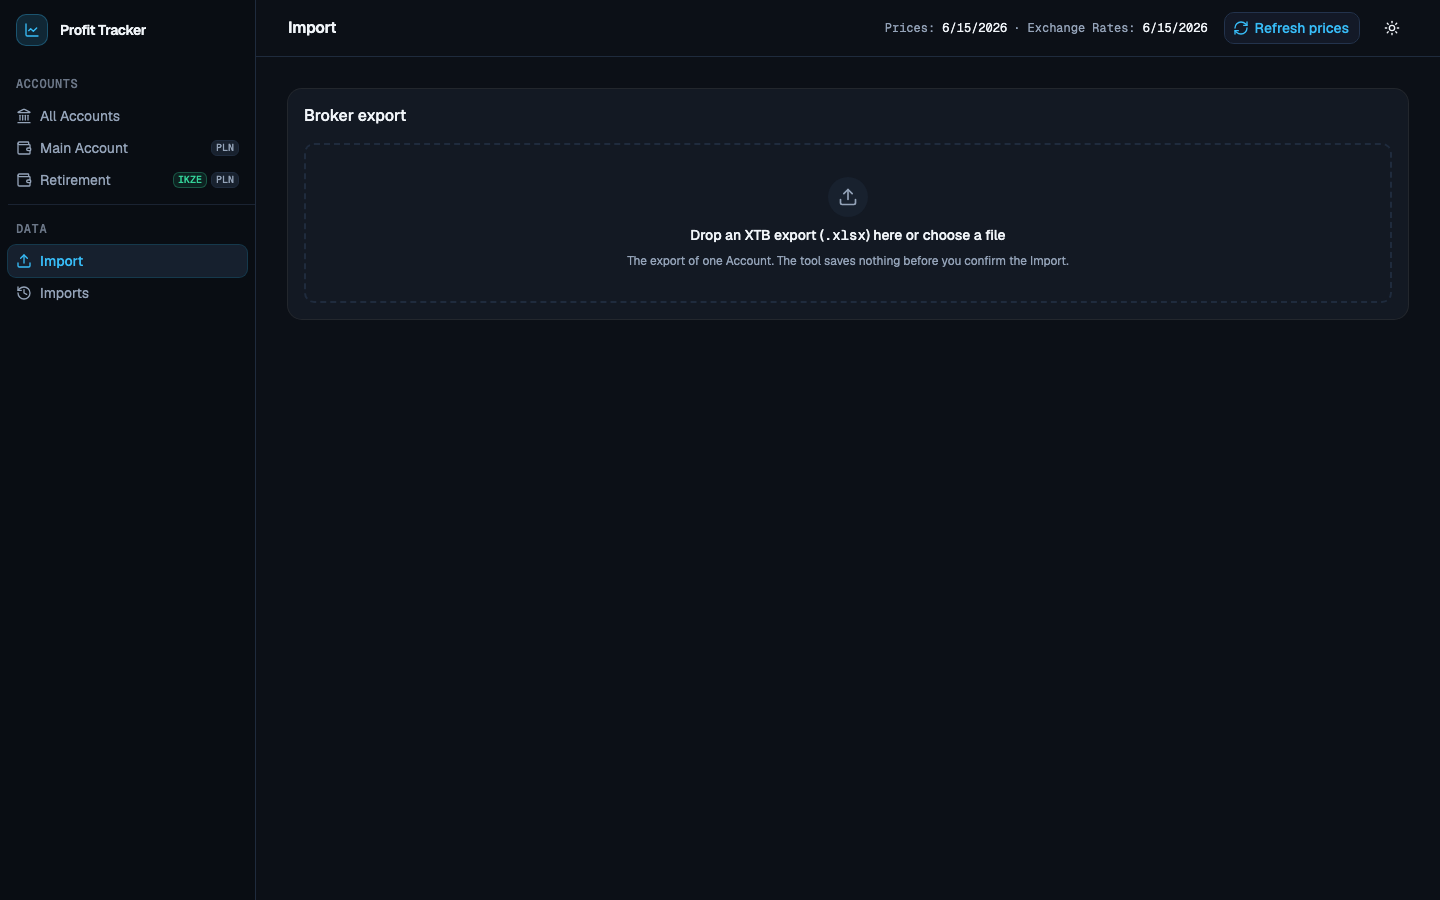 Profit Tracker
ACCOUNTS
All Accounts
Main Account PLN
Retirement IKZE PLN
DATA
Import
Imports
Import
Prices: 6/15/2026 · Exchange Rates: 6/15/2026
Refresh prices
Broker export
Drop an XTB export (.xlsx) here or choose a file
The export of one Account. The tool saves nothing before you confirm the Import.